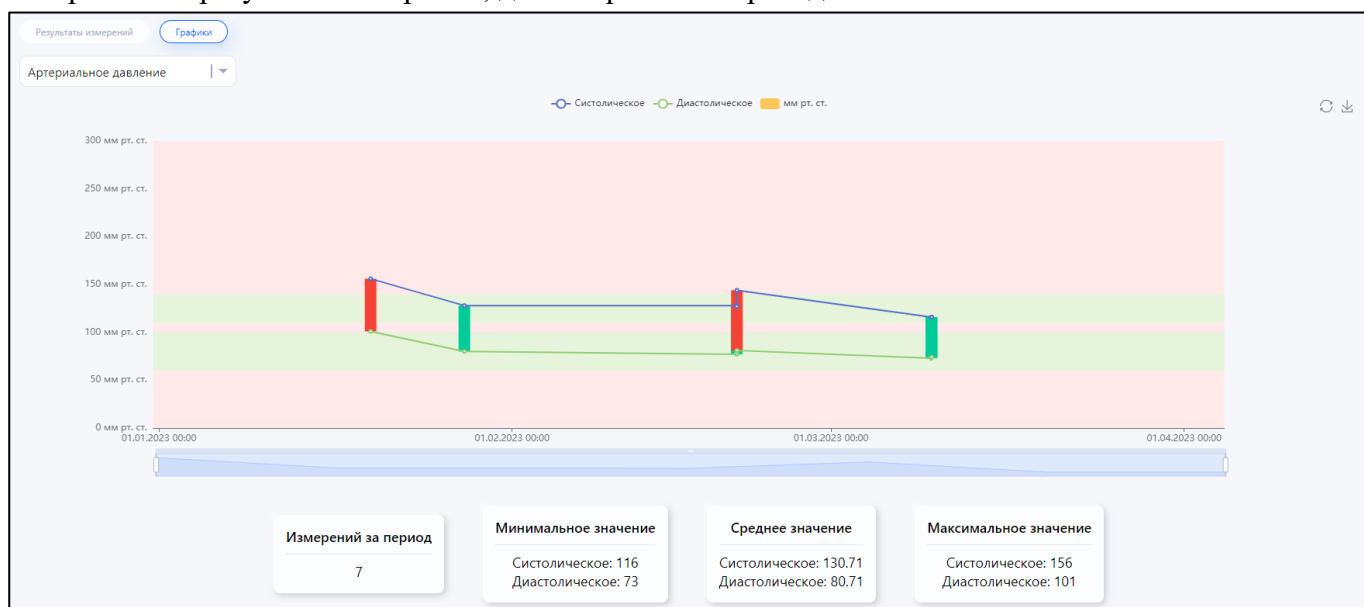 Результаты измерений
Графики
Артериальное давление
Систолическое
Диастолическое
мм рт. ст.
300 мм рт. ст.
250 мм рт. ст.
200 мм рт. ст.
150 мм рт. ст.
100 мм рт. ст.
50 мм рт. ст.
0 мм рт. ст.
01.01.2023 00:00
01.02.2023 00:00
01.03.2023 00:00
01.04.2023 00:00
Измерений за период
7
Минимальное значение
Систолическое: 116
Диастолическое: 73
Среднее значение
Систолическое: 130.71
Диастолическое: 80.71
Максимальное значение
Систолическое: 156
Диастолическое: 101